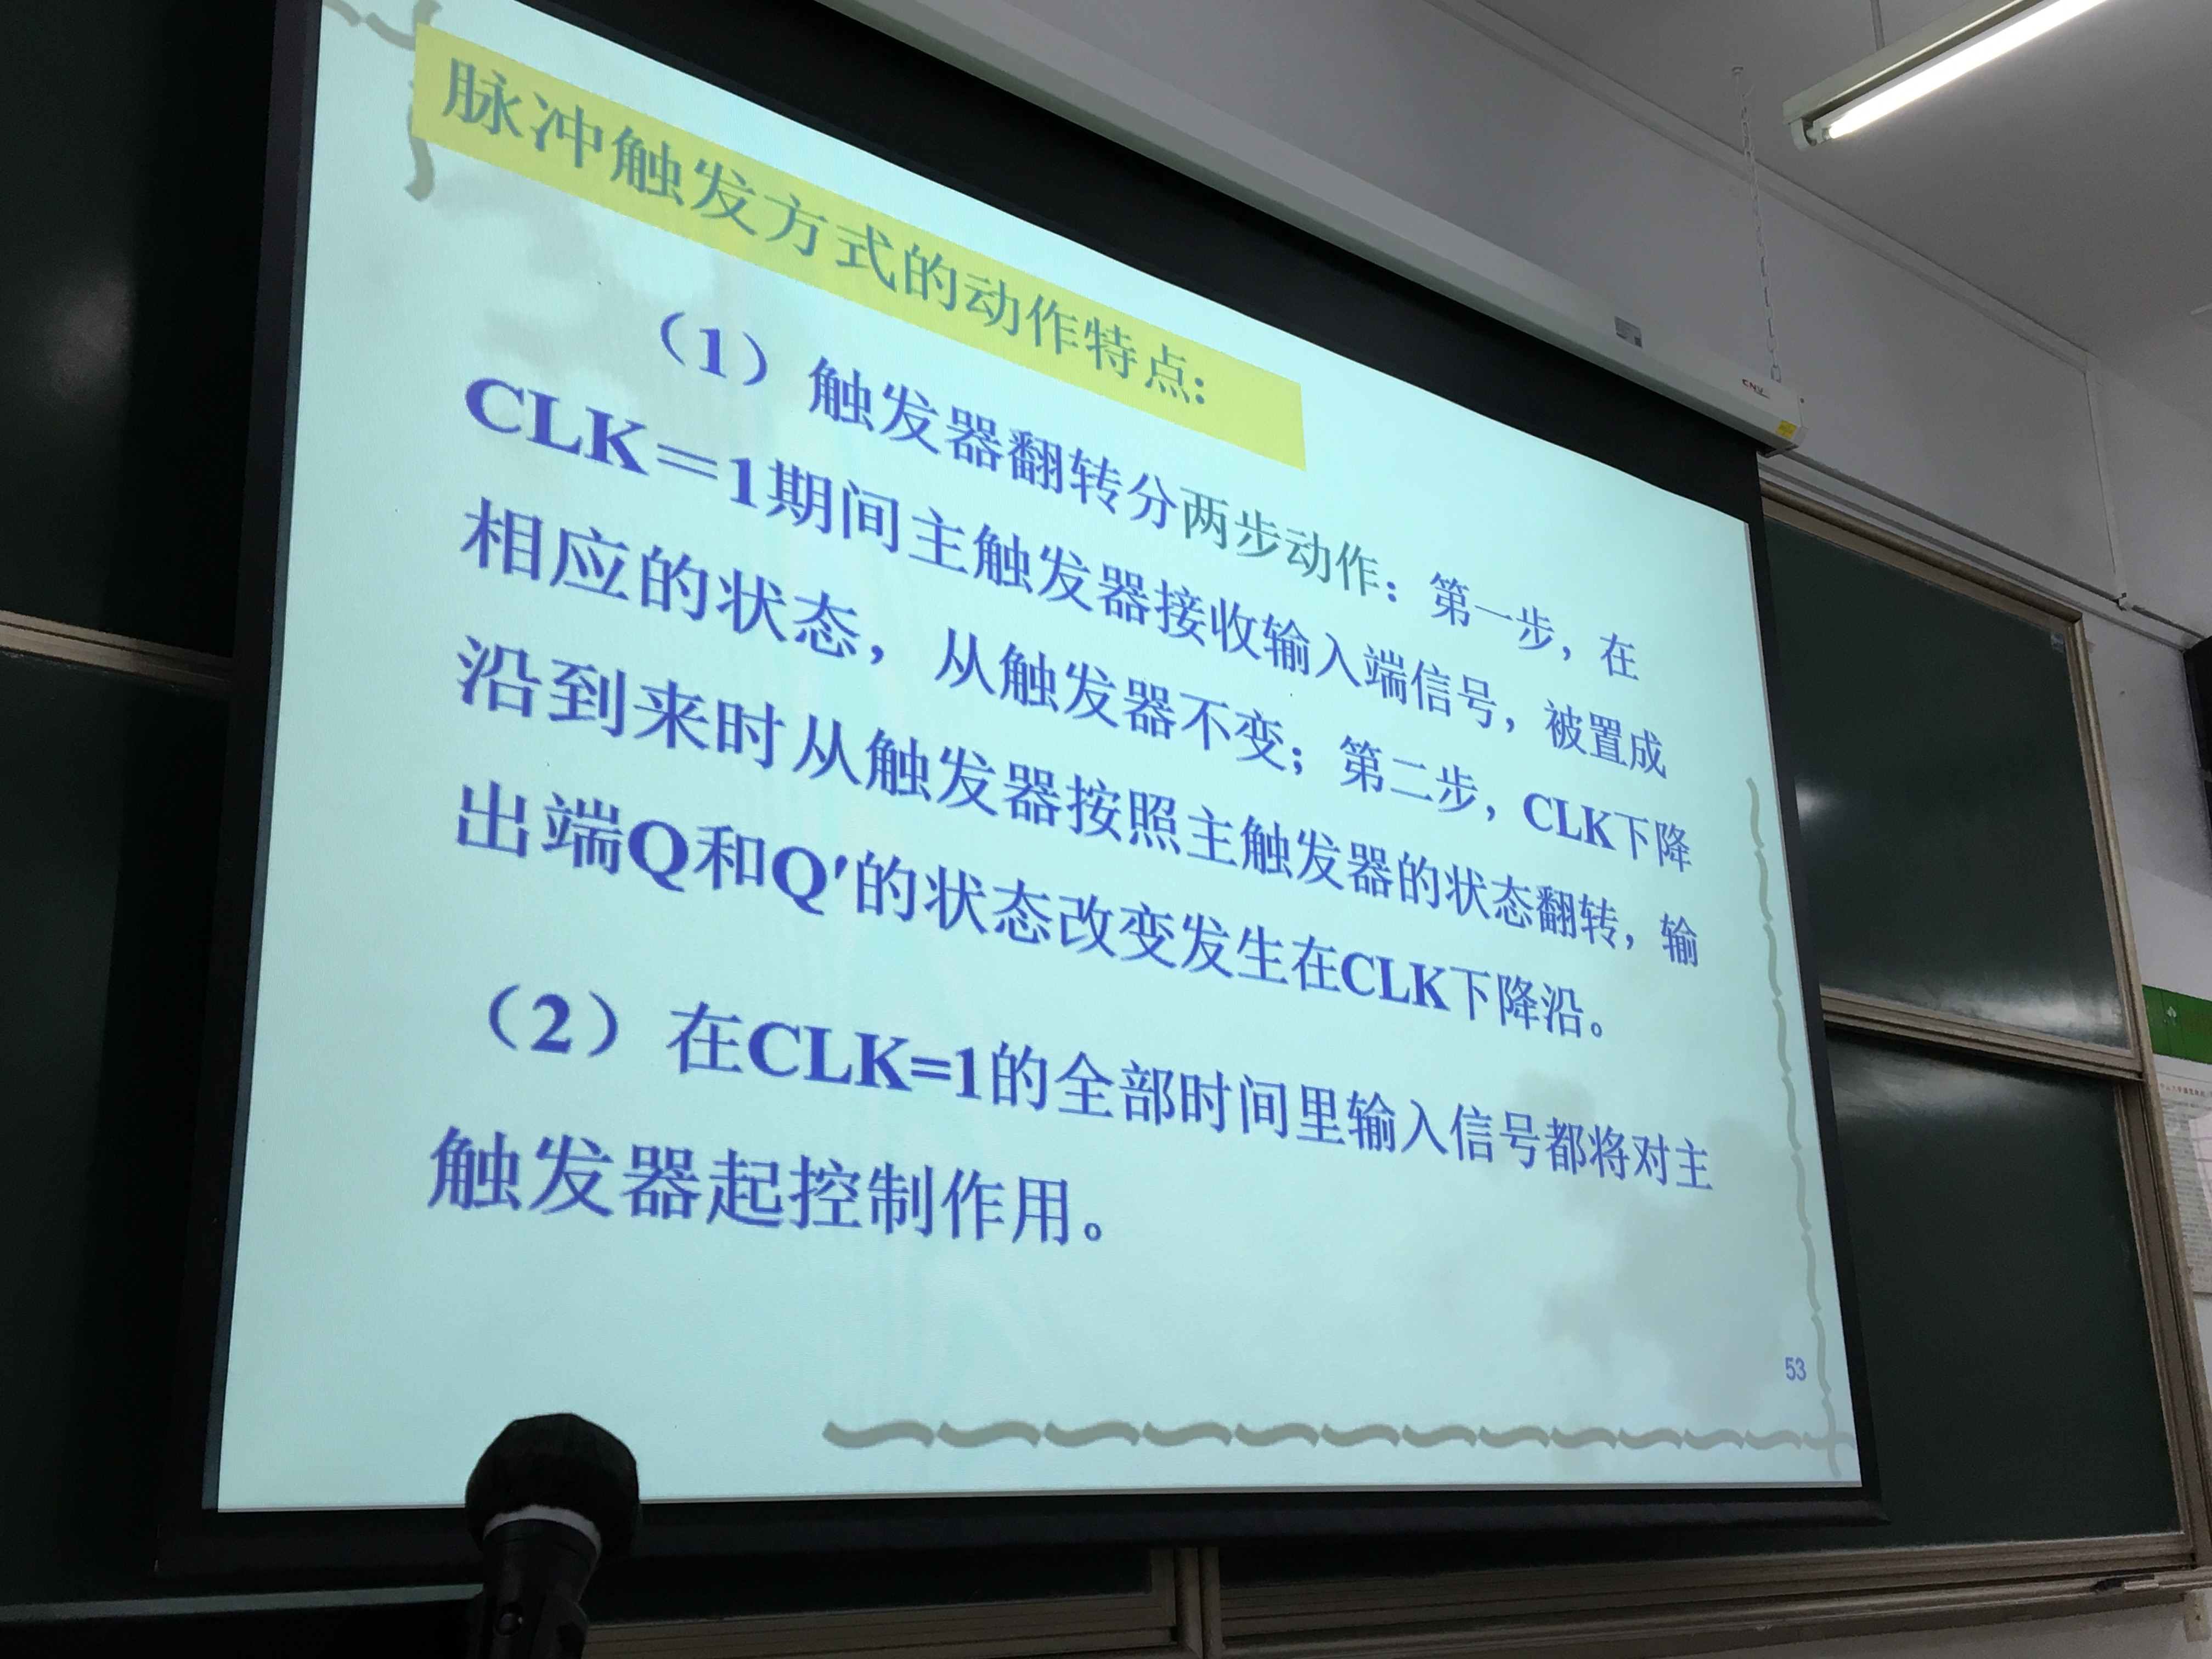 脉冲触发方式的动作特点:
（1）触发器翻转分两步动作：第一步，在
CLK＝1期间主触发器接收输入端信号，被置成
相应的状态，从触发器不变；第二步，CLK下降
沿到来时从触发器按照主触发器的状态翻转，输
出端Q和Q′的状态改变发生在CLK下降沿。
（2）在CLK=1的全部时间里输入信号都将对主
触发器起控制作用。
53